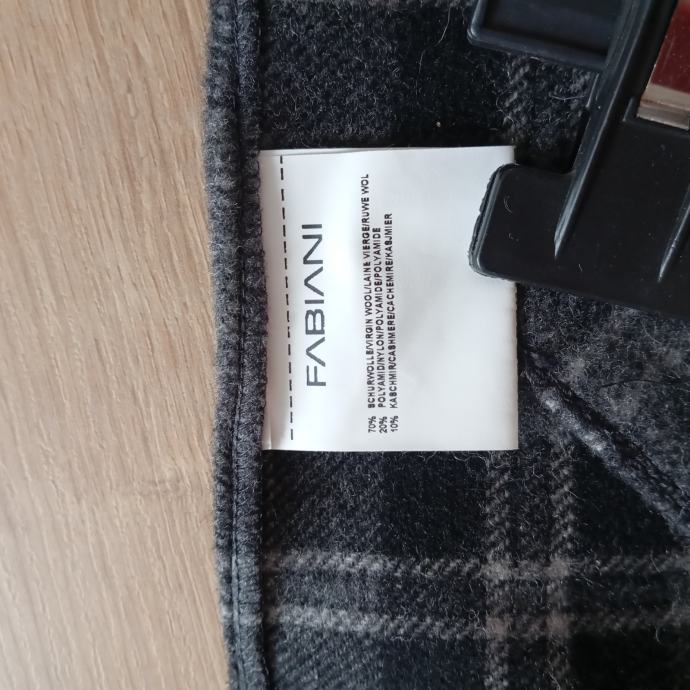 FABIANI
70% SCHURWOLLE/VIRGIN WOOL/LAINE VIERGE/RUWE WOL
20% POLYAMID/NYLON/POLYAMIDE/POLYAMIDE
10% KASCHMIR/CASHMERE/CACHEMIRE/KASJMIER